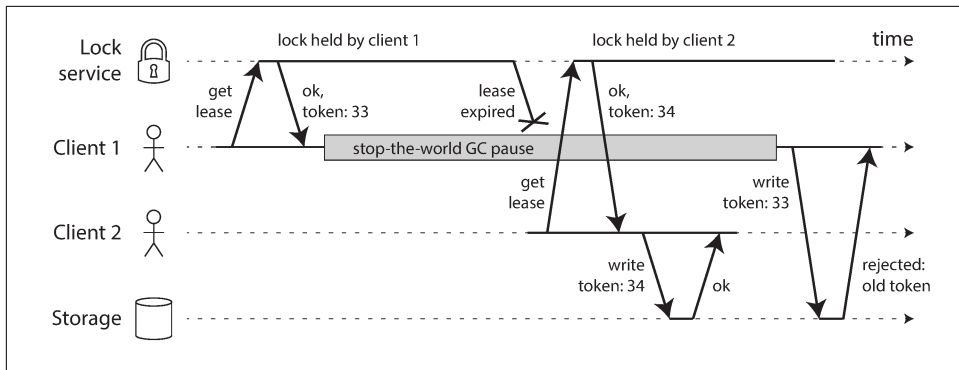 lock held by client 1
lock held by client 2
time
Lock
service
get
lease
ok,
token: 33
lease
expired
ok,
token: 34
Client 1
stop-the-world GC pause
get
lease
write
token: 33
Client 2
write
token: 34
ok
rejected:
old token
Storage